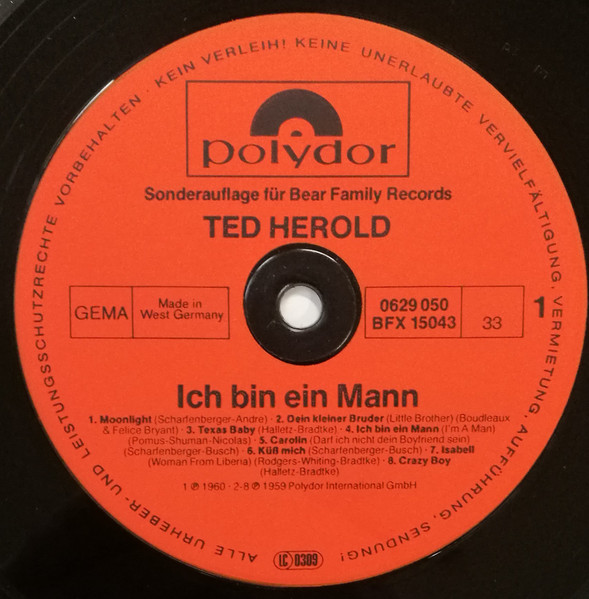 ALLE URHEBER- UND LEISTUNGSSCHUTZRECHTE VORBEHALTEN · KEIN VERLEIH! KEINE UNERLAUBTE VERVIELFÄLTIGUNG, VERMIETUNG, AUFFÜHRUNG, SENDUNG!
polydor
Sonderauflage für Bear Family Records
TED HEROLD
GEMA
Made in
West Germany
0629 050
BFX 15043
33
1
Ich bin ein Mann
1. Moonlight (Scharfenberger-Andre) · 2. Dein kleiner Bruder (Little Brother) (Boudleaux
& Felice Bryant) · 3. Texas Baby (Halletz-Bradtke) · 4. Ich bin ein Mann (I'm A Man)
(Pomus-Shuman-Nicolas) · 5. Carolin (Darf ich nicht dein Boyfriend sein)
(Scharfenberger-Busch) · 6. Küß mich (Scharfenberger-Busch) · 7. Isabell
(Woman From Liberia) (Rodgers-Whiting-Bradtke) · 8. Crazy Boy
(Halletz-Bradtke)
1 ℗ 1960 · 2-8 ℗ 1959 Polydor International GmbH
LC 0309